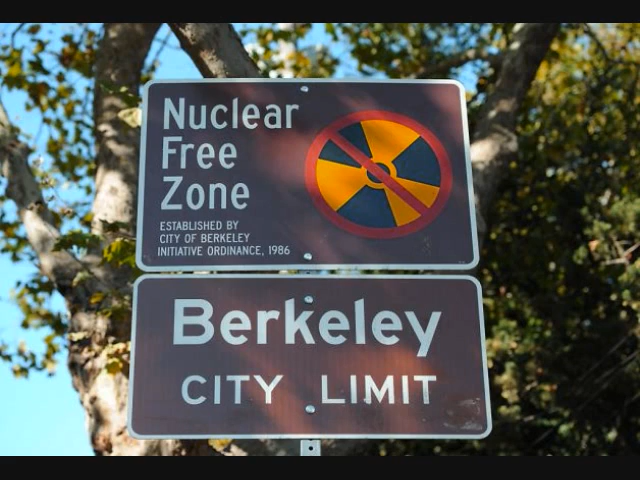 Nuclear
Free
Zone
ESTABLISHED BY
CITY OF BERKELEY
INITIATIVE ORDINANCE, 1986
Berkeley
CITY LIMIT